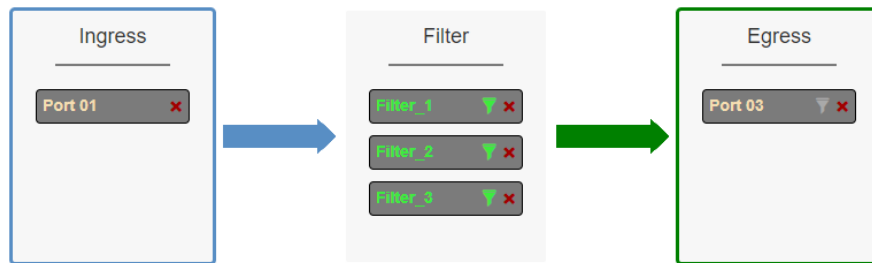 Ingress
Port 01
Filter
Filter_1
Filter_2
Filter_3
Egress
Port 03